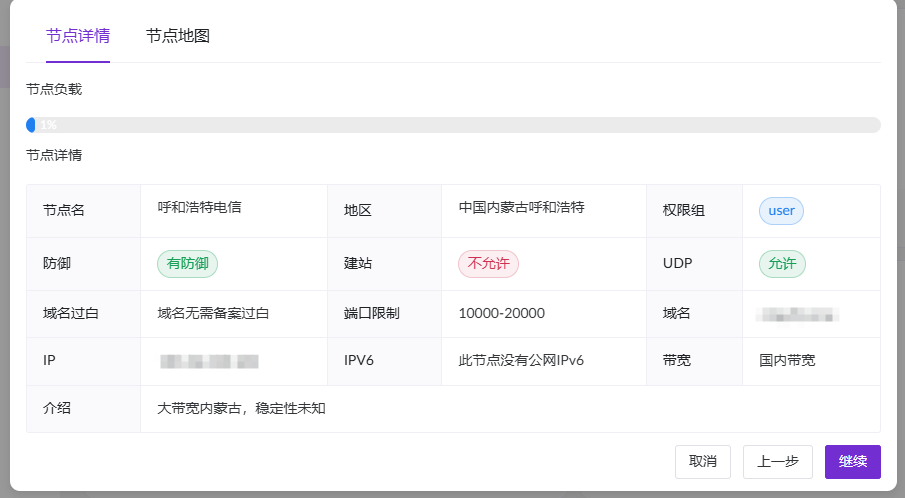 节点详情 节点地图
节点负载
1%
节点详情
节点名 呼和浩特电信 地区 中国内蒙古呼和浩特 权限组 user
防御 有防御 建站 不允许 UDP 允许
域名过白 域名无需备案过白 端口限制 10000-20000 域名
IP IPV6 此节点没有公网IPv6 带宽 国内带宽
介绍 大带宽内蒙古，稳定性未知
取消 上一步 继续